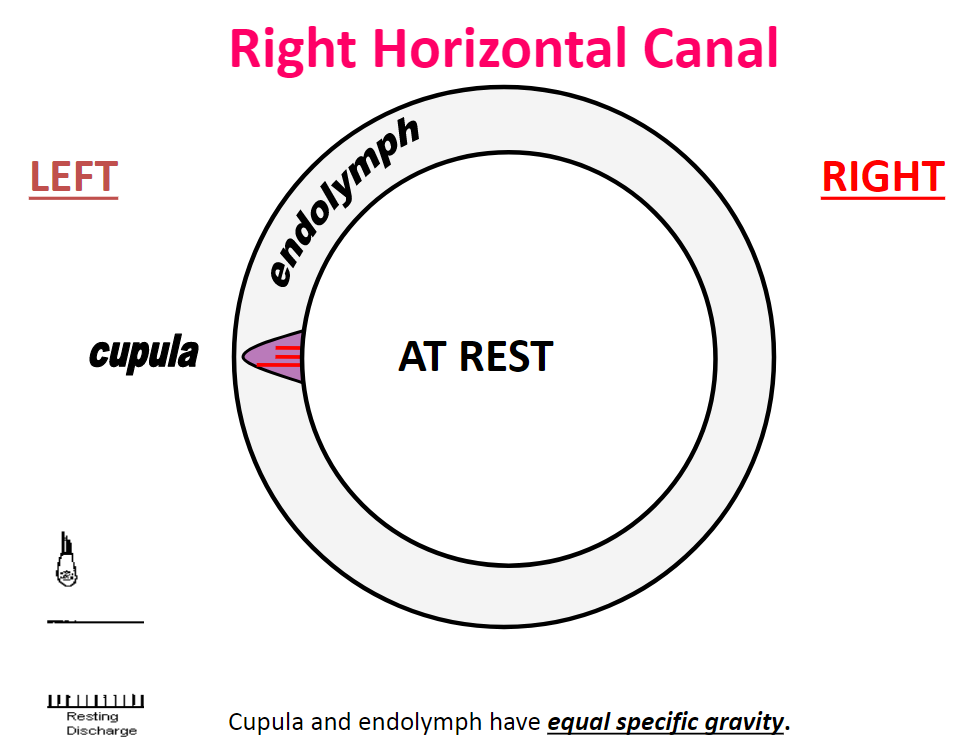 Right Horizontal Canal
LEFT
RIGHT
endolymph
cupula
AT REST
Resting
Discharge
Cupula and endolymph have equal specific gravity.